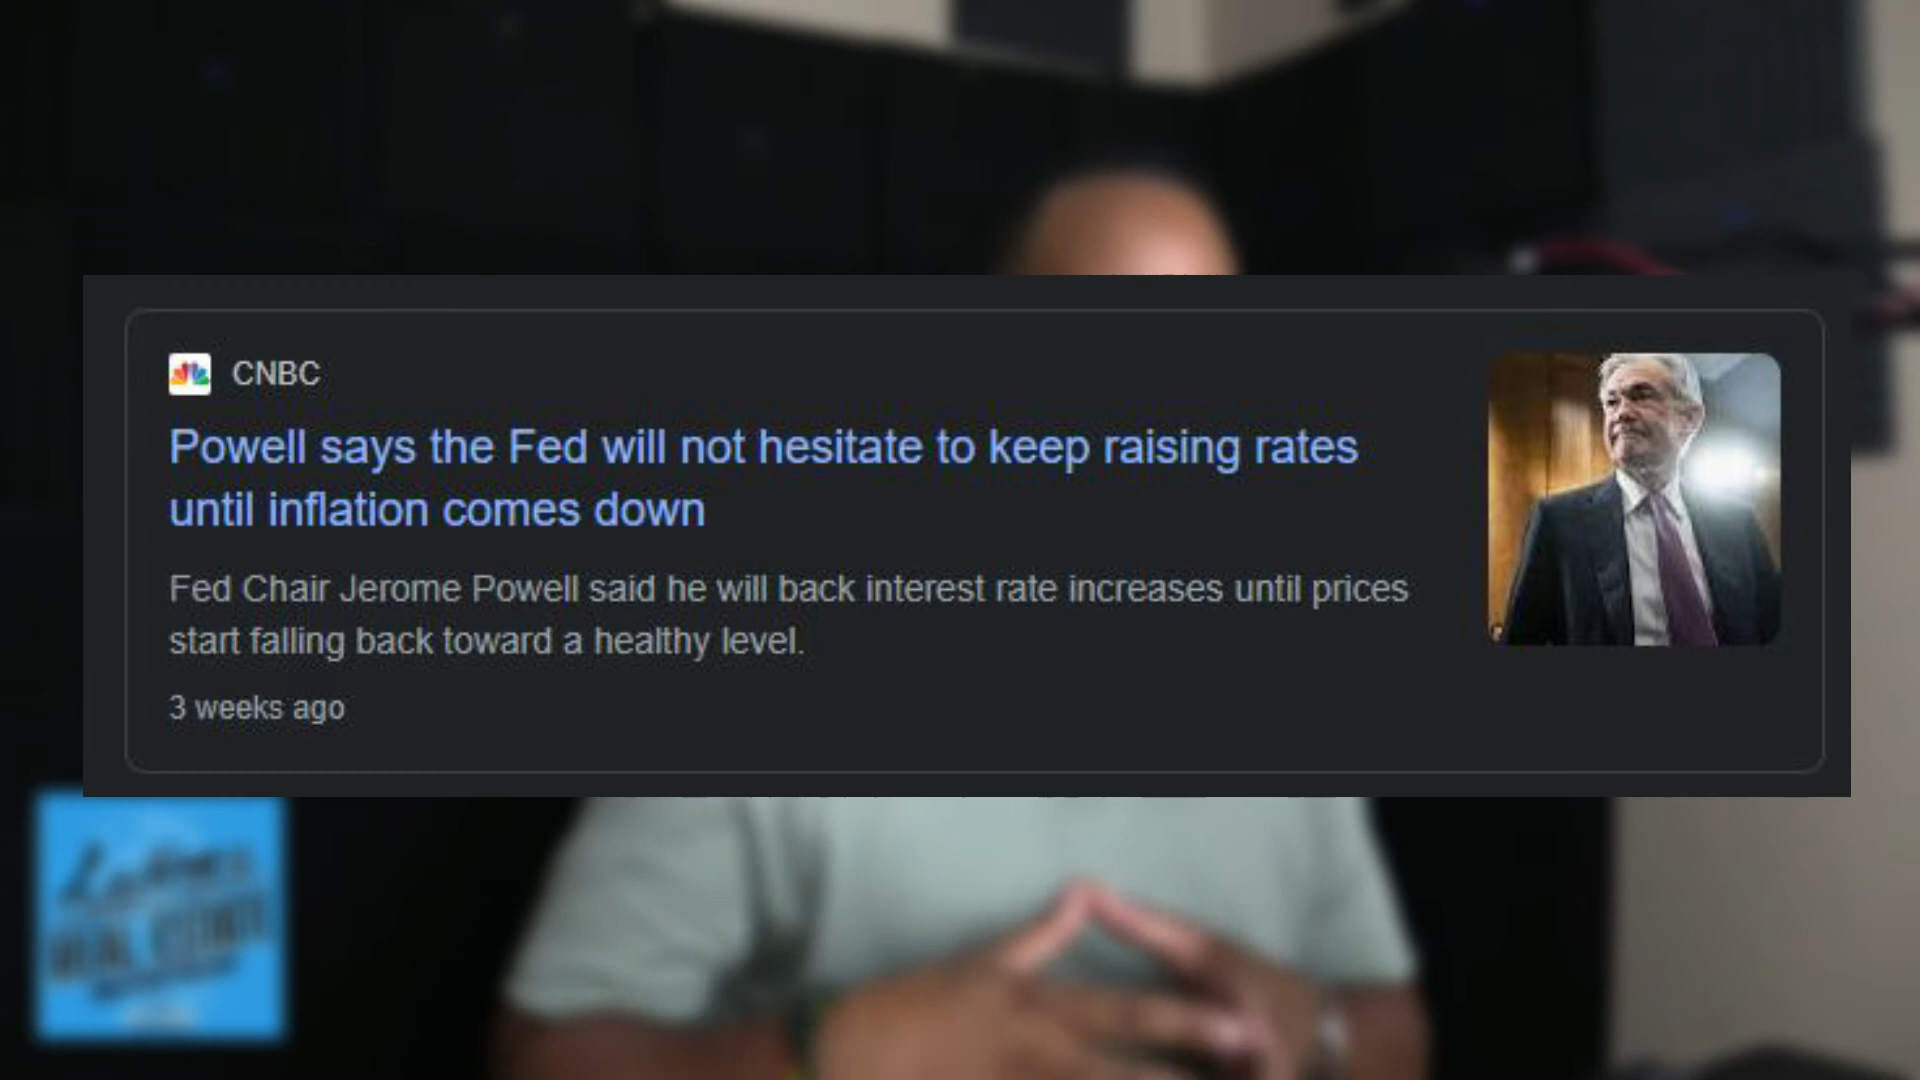 CNBC
Powell says the Fed will not hesitate to keep raising rates
until inflation comes down
Fed Chair Jerome Powell said he will back interest rate increases until prices
start falling back toward a healthy level.
3 weeks ago